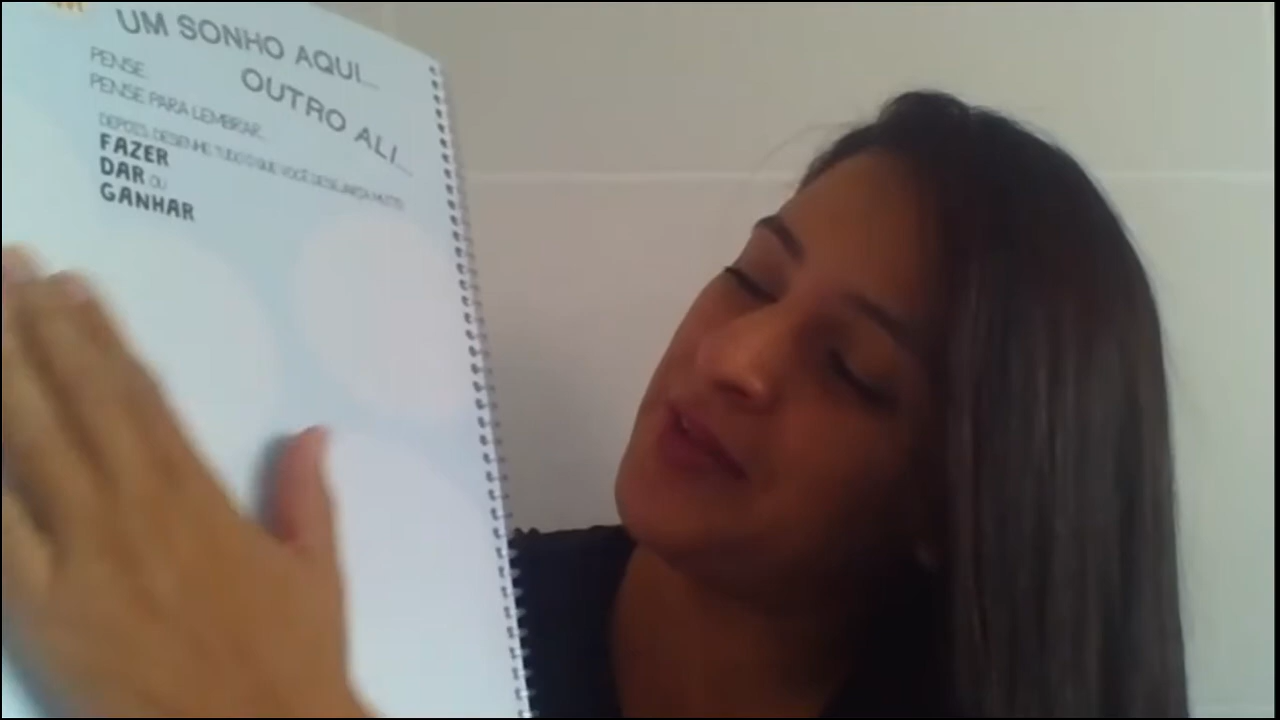 UM SONHO AQUI...
OUTRO ALI...
PENSE
PENSE PARA LEMBRAR...
DEPOIS, DESENHE TUDO O QUE VOCÊ DESEJARIA MUITO
FAZER
DAR OU
GANHAR